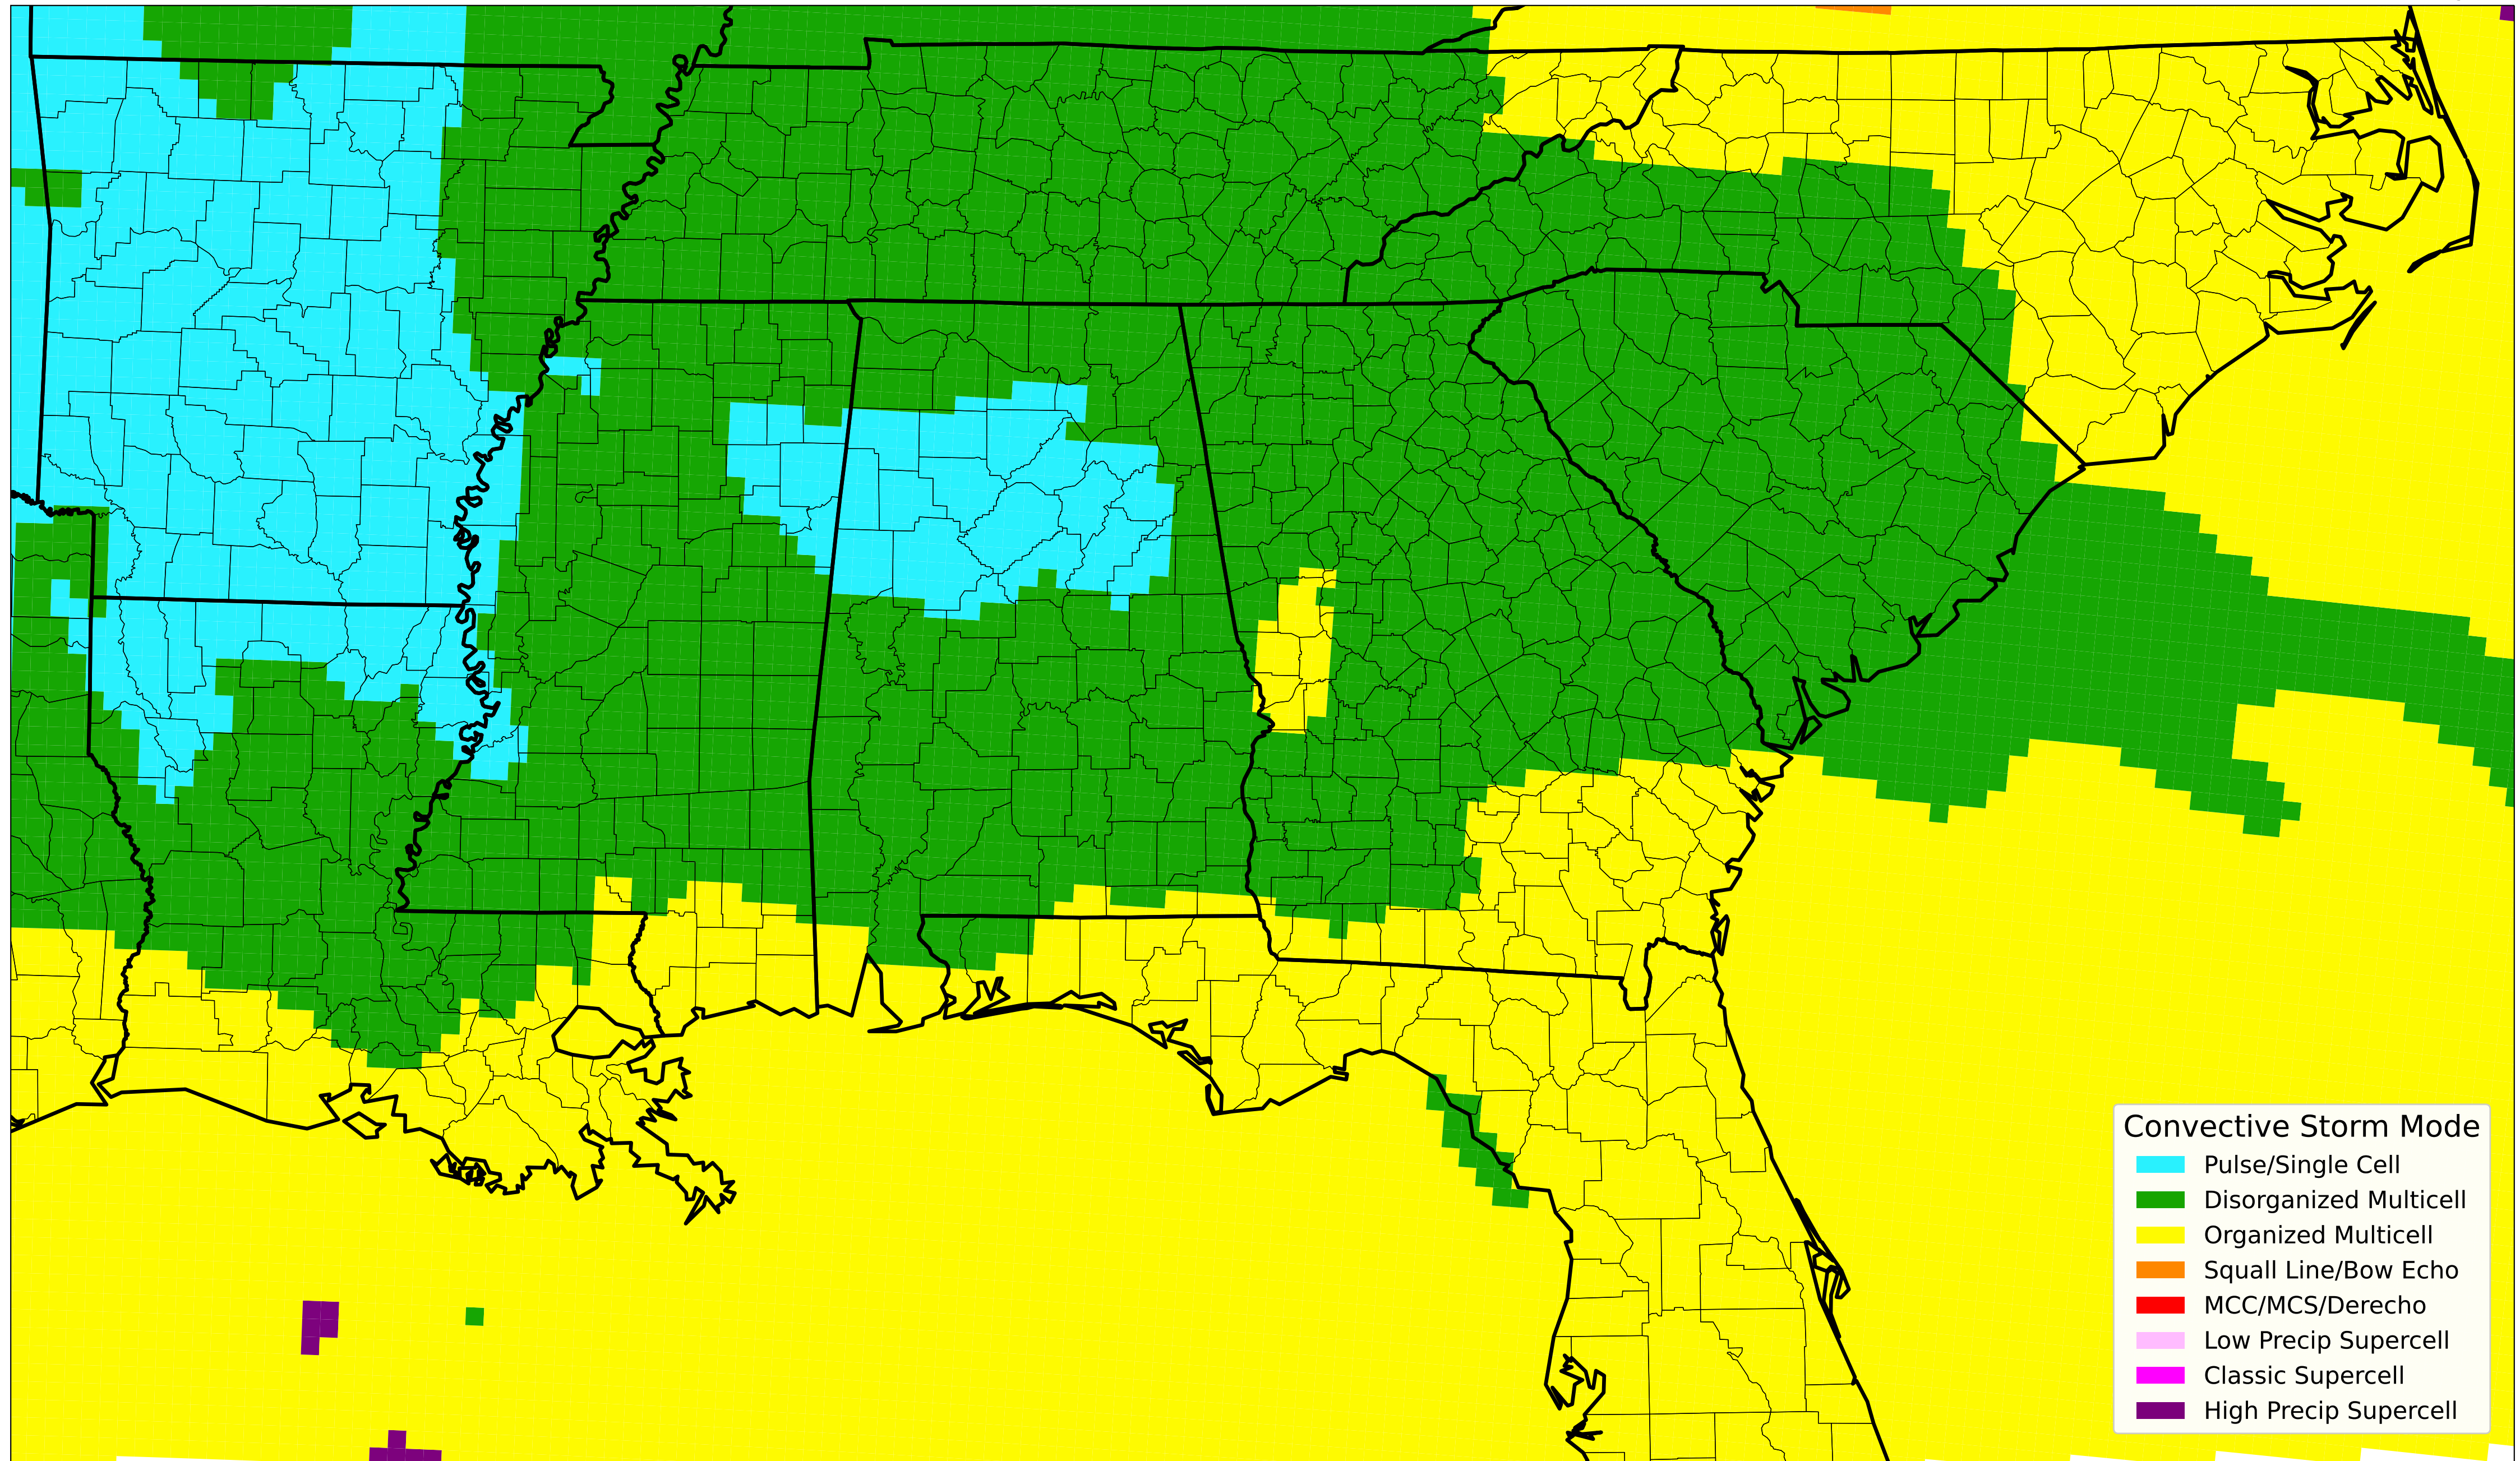 Convective Storm Mode
Pulse/Single Cell
Disorganized Multicell
Organized Multicell
Squall Line/Bow Echo
MCC/MCS/Derecho
Low Precip Supercell
Classic Supercell
High Precip Supercell